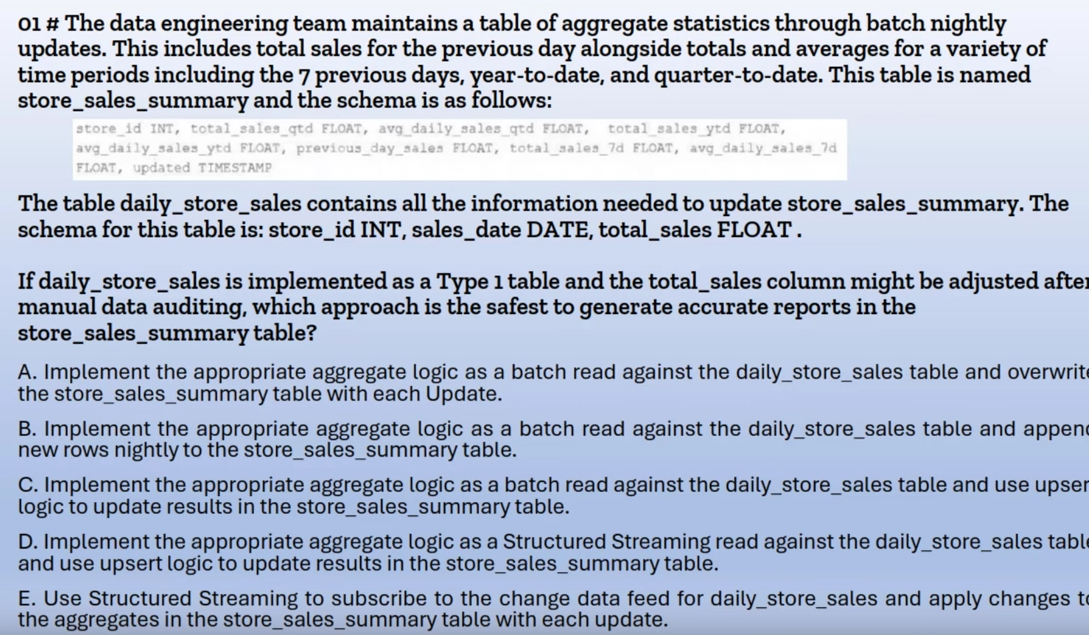 01 # The data engineering team maintains a table of aggregate statistics through batch nightly
updates. This includes total sales for the previous day alongside totals and averages for a variety of
time periods including the 7 previous days, year-to-date, and quarter-to-date. This table is named
store_sales_summary and the schema is as follows:
store_id INT, total_sales_qtd FLOAT, avg_daily_sales_qtd FLOAT, total_sales_ytd FLOAT,
avg_daily_sales_ytd FLOAT, previous_day_sales FLOAT, total_sales_7d FLOAT, avg_daily_sales_7d
FLOAT, updated TIMESTAMP
The table daily_store_sales contains all the information needed to update store_sales_summary. The
schema for this table is: store_id INT, sales_date DATE, total_sales FLOAT .
If daily_store_sales is implemented as a Type 1 table and the total_sales column might be adjusted after
manual data auditing, which approach is the safest to generate accurate reports in the
store_sales_summary table?
A. Implement the appropriate aggregate logic as a batch read against the daily_store_sales table and overwrite
the store_sales_summary table with each Update.
B. Implement the appropriate aggregate logic as a batch read against the daily_store_sales table and append
new rows nightly to the store_sales_summary table.
C. Implement the appropriate aggregate logic as a batch read against the daily_store_sales table and use upser
logic to update results in the store_sales_summary table.
D. Implement the appropriate aggregate logic as a Structured Streaming read against the daily_store_sales table
and use upsert logic to update results in the store_sales_summary table.
E. Use Structured Streaming to subscribe to the change data feed for daily_store_sales and apply changes to
the aggregates in the store_sales_summary table with each update.